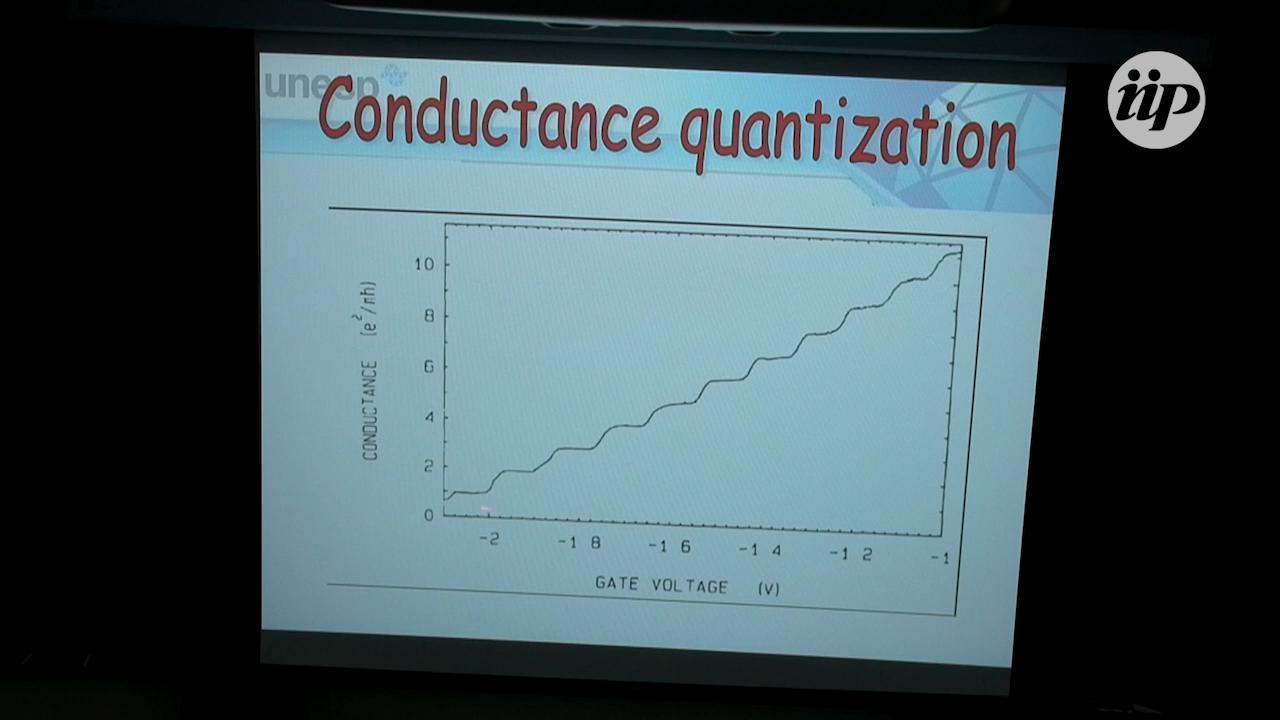 iip
unesp
Conductance quantization
10
8
6
4
2
0
CONDUCTANCE (e²/πħ)
-2 -1 8 -1 6 -1 4 -1 2 -1
GATE VOLTAGE (V)